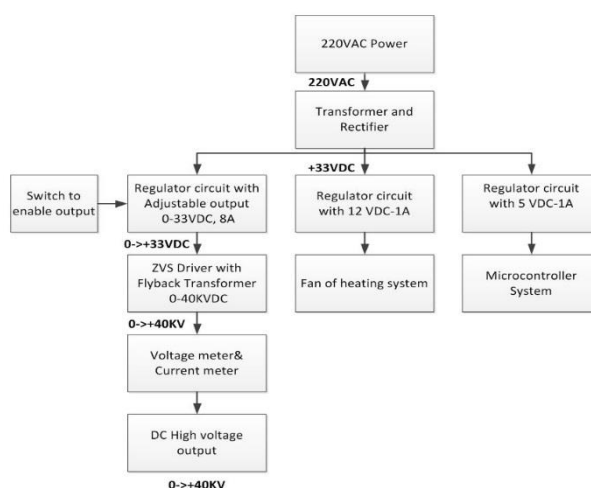 220VAC Power
220VAC
Transformer and
Rectifier
+33VDC
Switch to
enable output
Regulator circuit with
Adjustable output
0-33VDC, 8A
Regulator circuit
with 12 VDC-1A
Regulator circuit
with 5 VDC-1A
0->+33VDC
ZVS Driver with
Flyback Transformer
0-40KVDC
Fan of heating system
Microcontroller
System
0->+40KV
Voltage meter&
Current meter
DC High voltage
output
0->+40KV